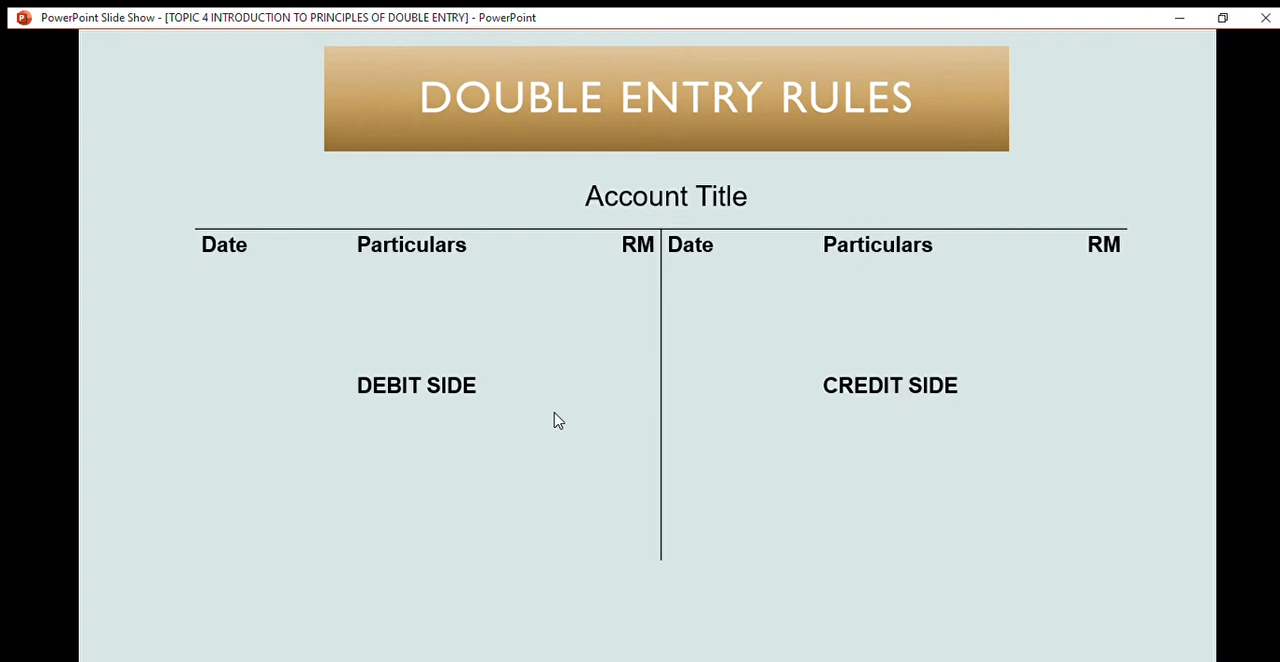 PowerPoint Slide Show - [TOPIC 4 INTRODUCTION TO PRINCIPLES OF DOUBLE ENTRY] - PowerPoint
DOUBLE ENTRY RULES
Account Title
Date Particulars RM Date Particulars RM
DEBIT SIDE CREDIT SIDE